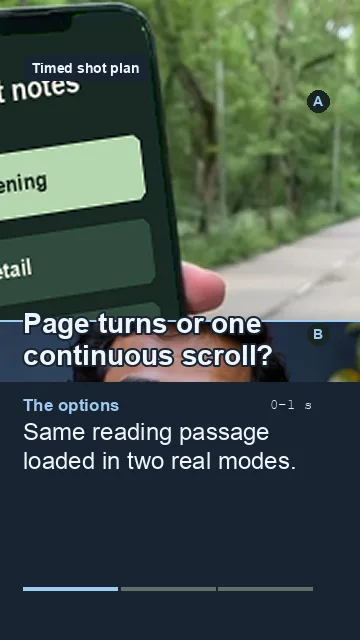 Timed shot plan
t notes
A
ening
etail
Page turns or one
continuous scroll?
B
The options
0–1 s
Same reading passage
loaded in two real modes.